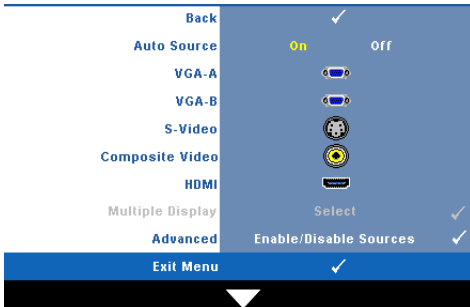 Back
Auto Source On Off
VGA-A
VGA-B
S-Video
Composite Video
HDMI
Multiple Display Select
Advanced Enable/Disable Sources
Exit Menu